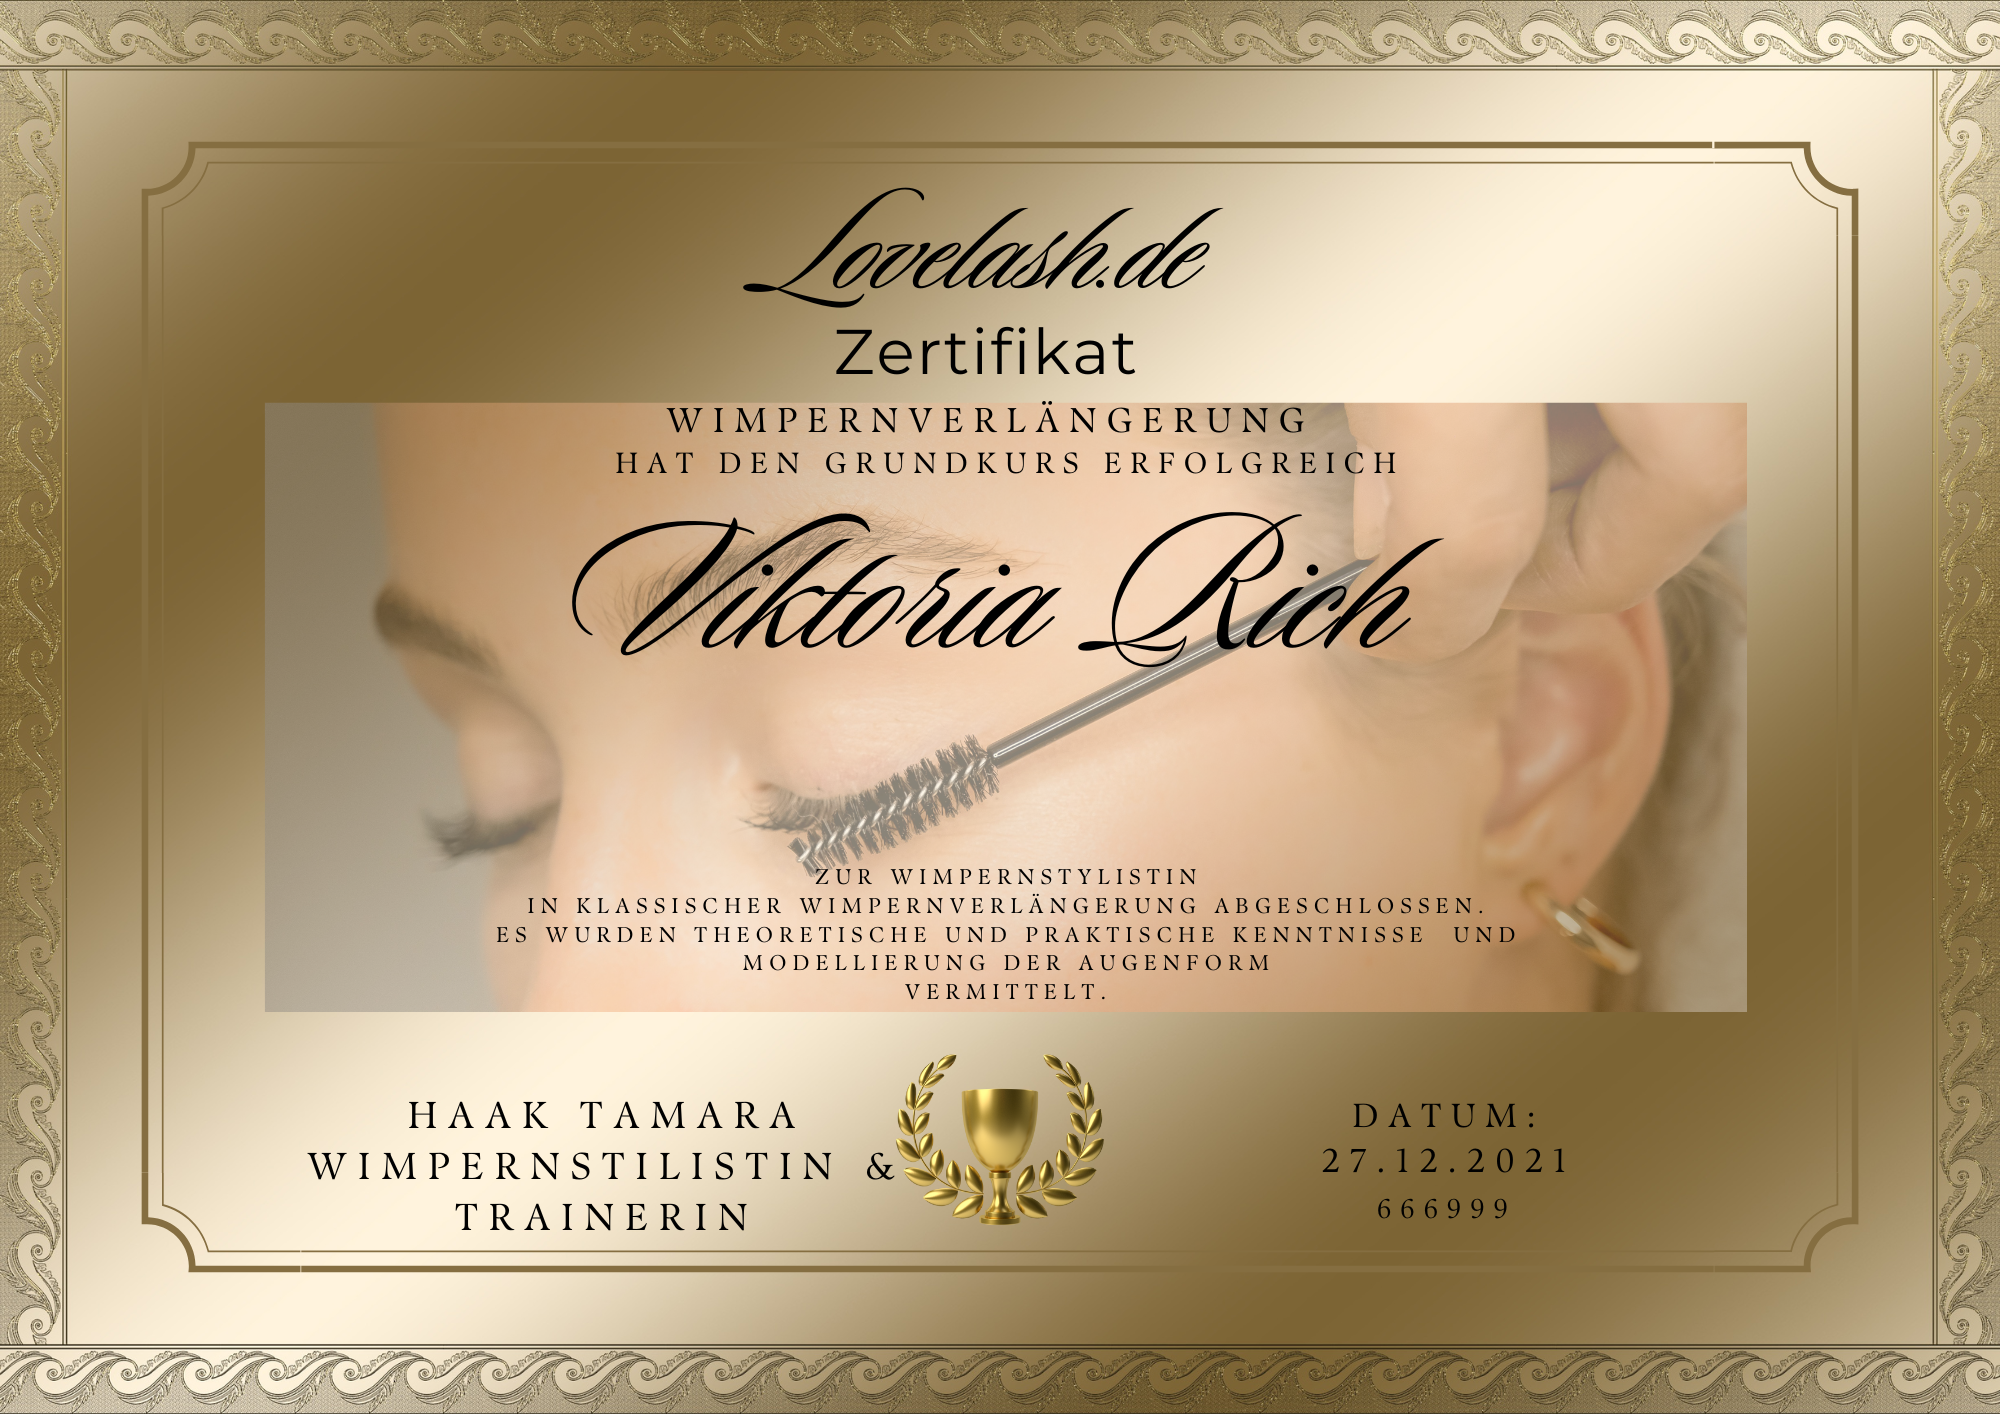 Lovelash.de
Zertifikat
WIMPERNVERLÄNGERUNG
HAT DEN GRUNDKURS ERFOLGREICH
Viktoria Rich
ZUR WIMPERNSTYLISTIN
IN KLASSISCHER WIMPERNVERLÄNGERUNG ABGESCHLOSSEN.
ES WURDEN THEORETISCHE UND PRAKTISCHE KENNTNISSE UND
MODELLIERUNG DER AUGENFORM
VERMITTELT.
HAAK TAMARA
WIMPERNSTILISTIN &
TRAINERIN
DATUM:
27.12.2021
666999